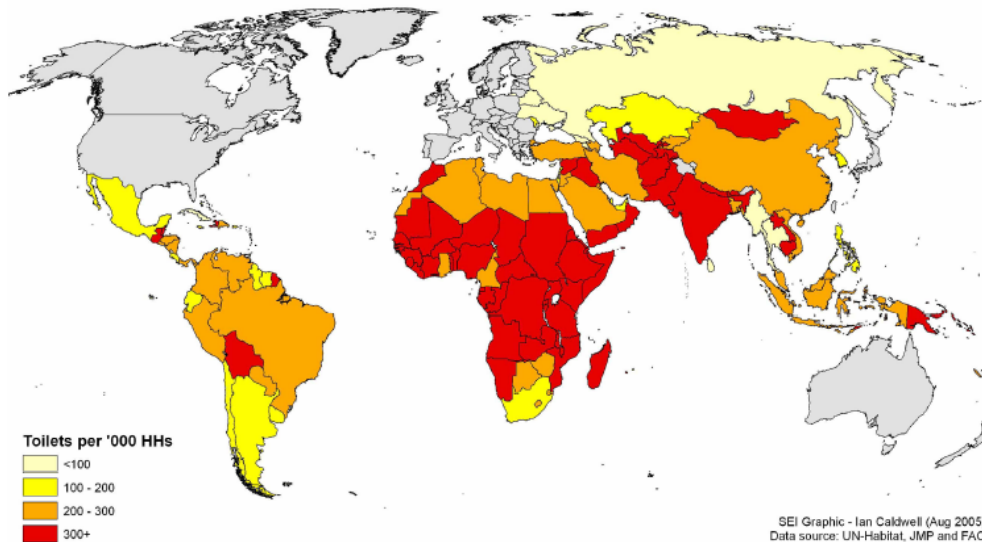 Toilets per '000 HHs
<100
100 - 200
200 - 300
300+
SEI Graphic - Ian Caldwell (Aug 2005
Data source: UN-Habitat, JMP and FAO